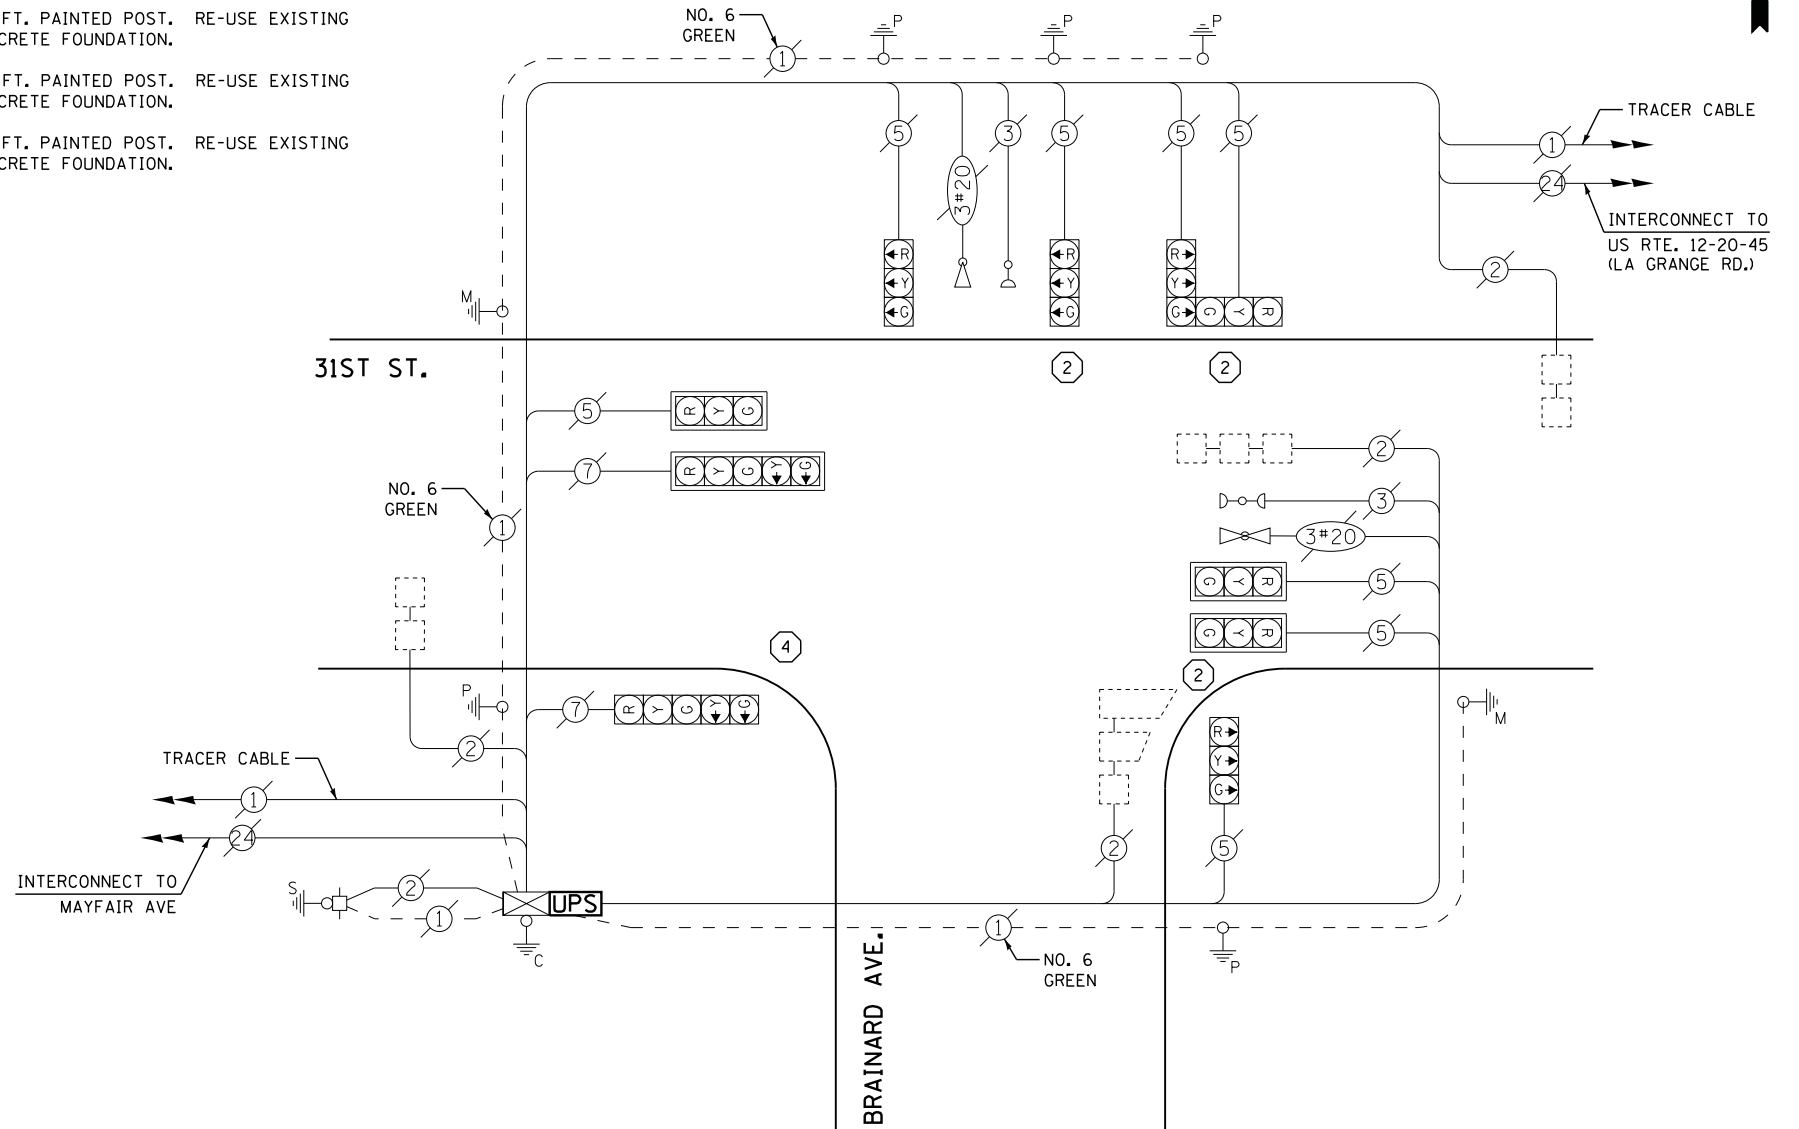 FT. PAINTED POST. RE-USE EXISTING
CRETE FOUNDATION.
FT. PAINTED POST. RE-USE EXISTING
CRETE FOUNDATION.
FT. PAINTED POST. RE-USE EXISTING
CRETE FOUNDATION.
NO. 6
GREEN
1
P
P
P
5
3#20
3
5
5
5
1
TRACER CABLE
24
INTERCONNECT TO
US RTE. 12-20-45
(LA GRANGE RD.)
2
R
Y
G
R
Y
G
R
Y
G G Y R
M
31ST ST.
2
2
5
R Y G
7
R Y G Y G
NO. 6
GREEN
1
2
3
3#20
G Y R
5
G Y R
5
4
2
P
7
R Y G Y G
M
2
TRACER CABLE
1
24
INTERCONNECT TO
MAYFAIR AVE
R
Y
G
2
5
S
2
1
UPS
C
1
NO. 6
GREEN
P
BRAINARD AVE.